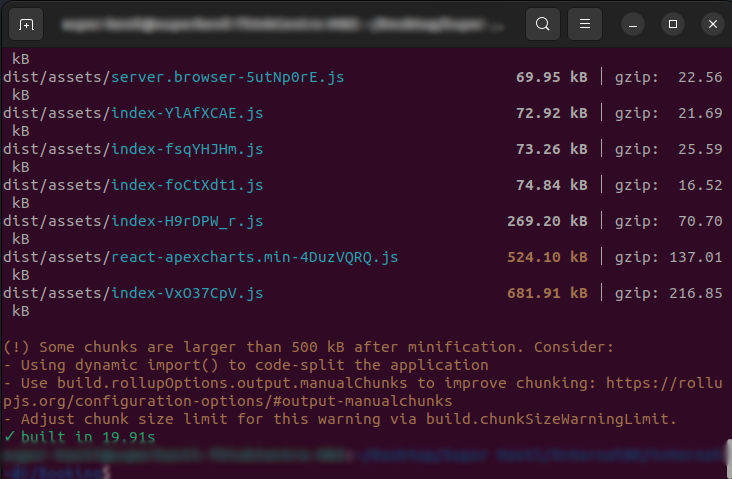 kB
dist/assets/server.browser-5utNp0rE.js 69.95 kB │ gzip: 22.56
kB
dist/assets/index-YlAfXCAE.js 72.92 kB │ gzip: 21.69
kB
dist/assets/index-fsqYHJHm.js 73.26 kB │ gzip: 25.59
kB
dist/assets/index-foCtXdt1.js 74.84 kB │ gzip: 16.52
kB
dist/assets/index-H9rDPW_r.js 269.20 kB │ gzip: 70.70
kB
dist/assets/react-apexcharts.min-4DuzVQRQ.js 524.10 kB │ gzip: 137.01
kB
dist/assets/index-VxO37CpV.js 681.91 kB │ gzip: 216.85
kB
(!) Some chunks are larger than 500 kB after minification. Consider:
- Using dynamic import() to code-split the application
- Use build.rollupOptions.output.manualChunks to improve chunking: https://rollu
pjs.org/configuration-options/#output-manualchunks
- Adjust chunk size limit for this warning via build.chunkSizeWarningLimit.
✓ built in 19.91s
$